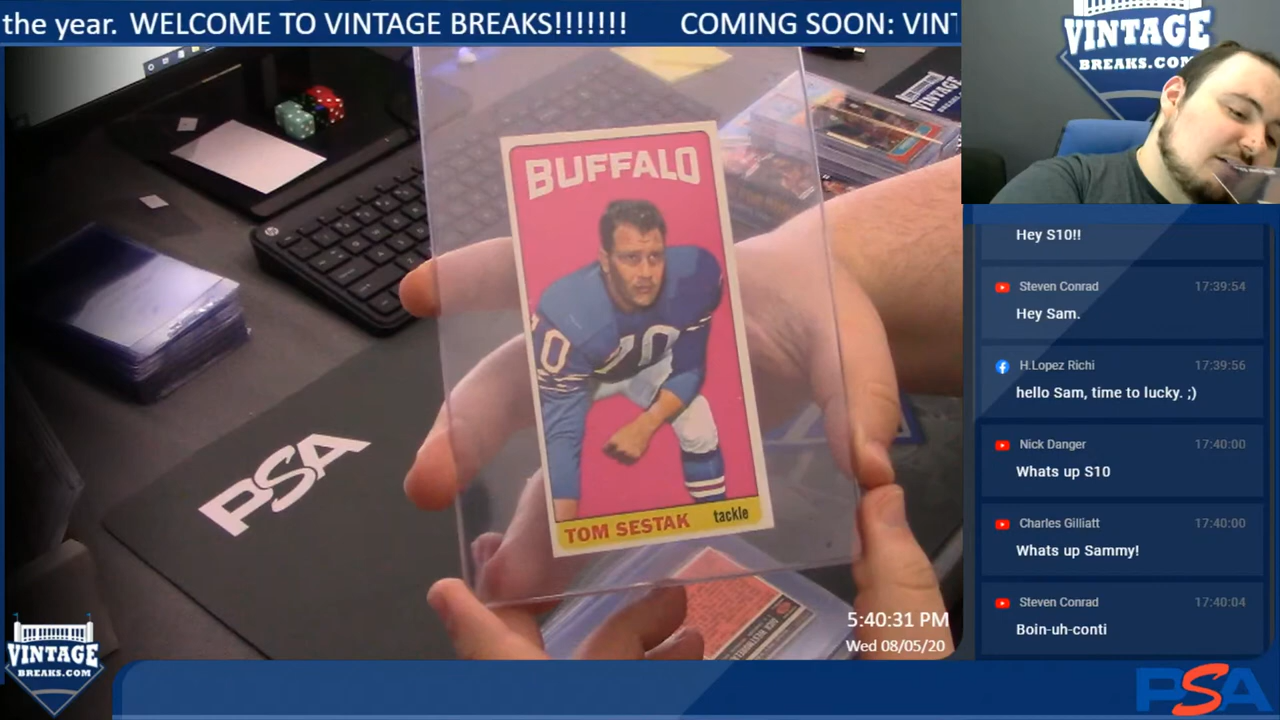 the year. WELCOME TO VINTAGE BREAKS!!!!!!! COMING SOON: VINT
VINTAGE
BREAKS.COM
VINTAGE
BUFFALO
70
70
TOM SESTAK tackle
PSA
hp
Hey S10!!
Steven Conrad 17:39:54
Hey Sam.
H.Lopez Richi 17:39:56
hello Sam, time to lucky. ;)
Nick Danger 17:40:00
Whats up S10
Charles Gilliatt 17:40:00
Whats up Sammy!
Steven Conrad 17:40:04
Boin-uh-conti
5:40:31 PM
Wed 08/05/20
VINTAGE
BREAKS.COM
PSA